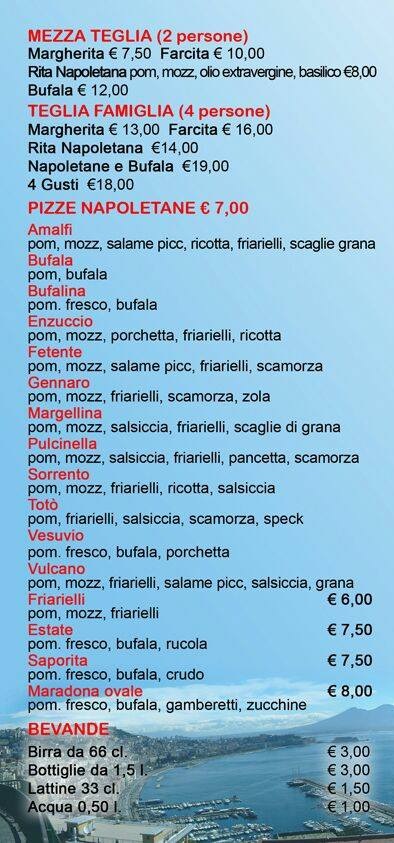 MEZZA TEGLIA (2 persone)
Margherita € 7,50 Farcita € 10,00
Rita Napoletana pom, mozz, olio extravergine, basilico €8,00
Bufala € 12,00
TEGLIA FAMIGLIA (4 persone)
Margherita € 13,00 Farcita € 16,00
Rita Napoletana €14,00
Napoletane e Bufala €19,00
4 Gusti €18,00
PIZZE NAPOLETANE € 7,00
Amalfi
pom, mozz, salame picc, ricotta, friarielli, scaglie grana
Bufala
pom, bufala
Bufalina
pom. fresco, bufala
Enzuccio
pom, mozz, porchetta, friarielli, ricotta
Fetente
pom, mozz, salame picc, friarielli, scamorza
Gennaro
pom, mozz, friarielli, scamorza, zola
Margellina
pom, mozz, salsiccia, friarielli, scaglie di grana
Pulcinella
pom, mozz, salsiccia, friarielli, pancetta, scamorza
Sorrento
pom, mozz, friarielli, ricotta, salsiccia
Totò
pom, friarielli, salsiccia, scamorza, speck
Vesuvio
pom. fresco, bufala, porchetta
Vulcano
pom, mozz, friarielli, salame picc, salsiccia, grana
Friarielli € 6,00
pom, mozz, friarielli
Estate € 7,50
pom. fresco, bufala, rucola
Saporita € 7,50
pom. fresco, bufala, crudo
Maradona ovale € 8,00
pom. fresco, bufala, gamberetti, zucchine
BEVANDE
Birra da 66 cl. € 3,00
Bottiglie da 1,5 l. € 3,00
Lattine 33 cl. € 1,50
Acqua 0,50 l. € 1,00